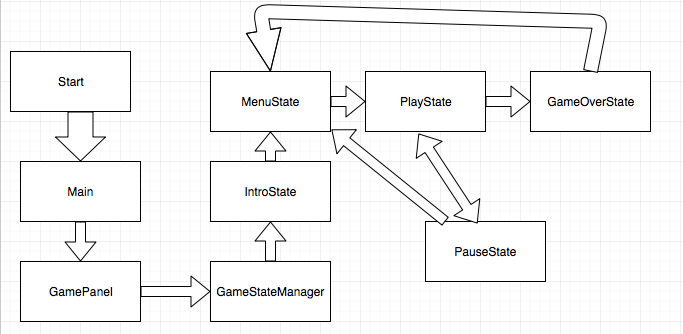 Start
MenuState
PlayState
GameOverState
Main
IntroState
PauseState
GamePanel
GameStateManager